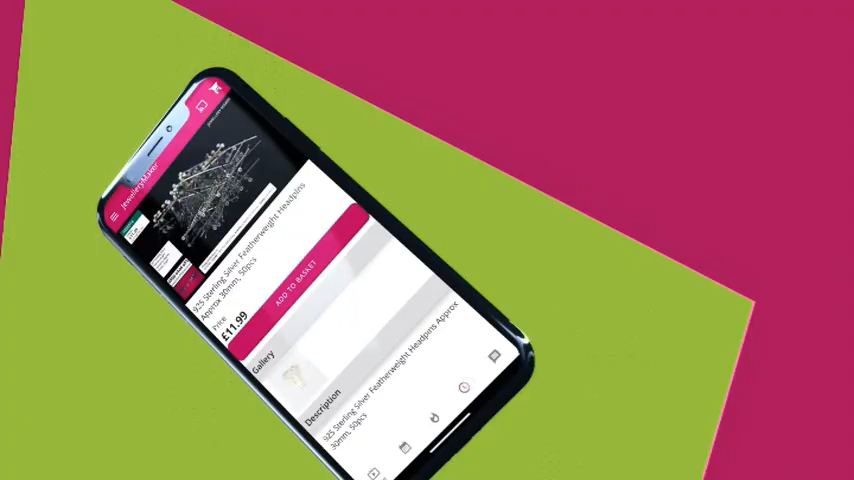 JewelleryMaker
925 Sterling Silver Featherweight Headpins
Approx 30mm, 50pcs
Price
£11.99
ADD TO BASKET
Gallery
Description
925 Sterling Silver Featherweight Headpins Approx
30mm, 50pcs